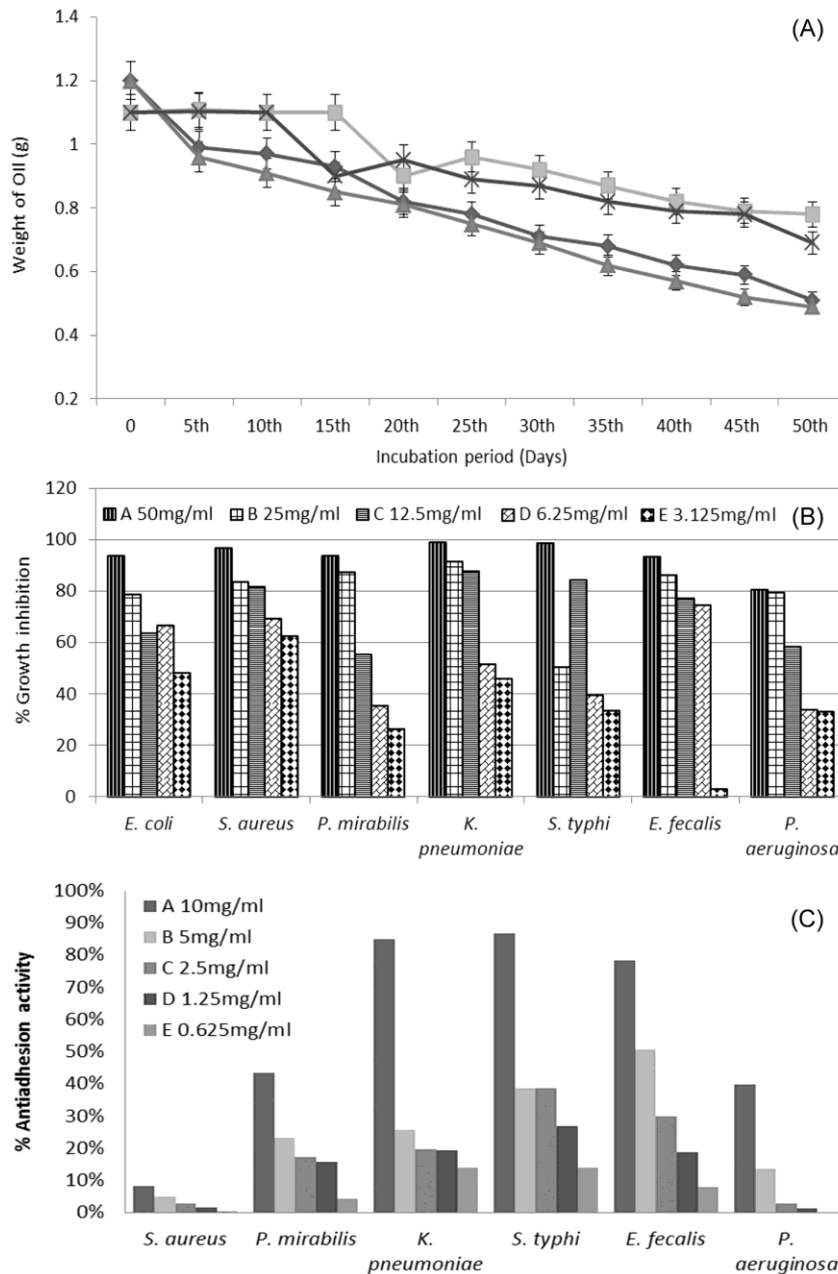 (A)
1.4
1.2
1
0.8
0.6
0.4
0.2
Weight of OIl (g)
0 5th 10th 15th 20th 25th 30th 35th 40th 45th 50th
Incubation period (Days)
(B)
A 50mg/ml B 25mg/ml C 12.5mg/ml D 6.25mg/ml E 3.125mg/ml
120
100
80
60
40
20
0
% Growth inhibition
E. coli S. aureus P. mirabilis K. pneumoniae S. typhi E. fecalis P. aeruginosa
(C)
100%
90%
80%
70%
60%
50%
40%
30%
20%
10%
0%
% Antiadhesion activity
A 10mg/ml
B 5mg/ml
C 2.5mg/ml
D 1.25mg/ml
E 0.625mg/ml
S. aureus P. mirabilis K. pneumoniae S. typhi E. fecalis P. aeruginosa